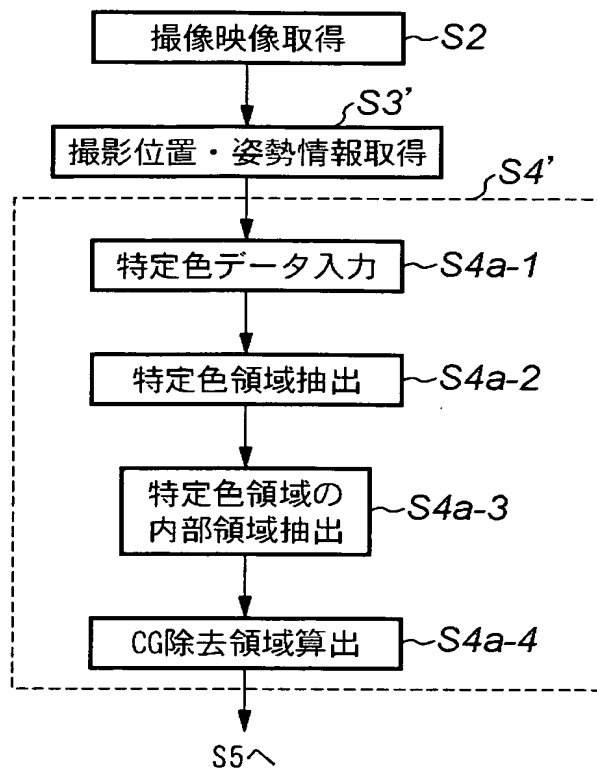 撮像映像取得 S2
S3'
撮影位置・姿勢情報取得
S4'
特定色データ入力 S4a-1
特定色領域抽出 S4a-2
特定色領域の
内部領域抽出 S4a-3
CG除去領域算出 S4a-4
S5へ